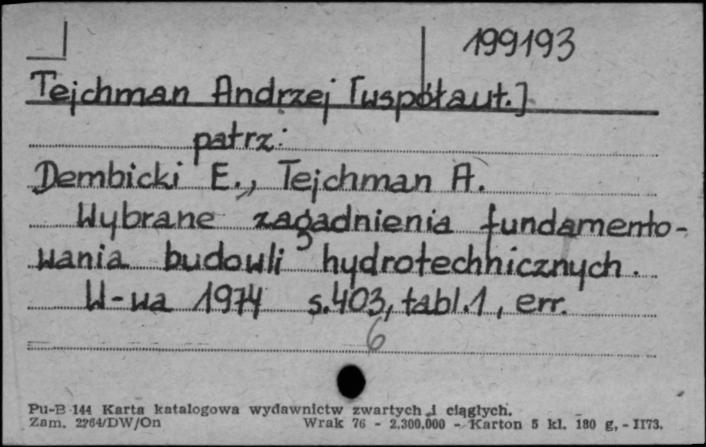 199193
Tejchman Andrzej [współaut.]
patrz:
Dembicki E., Tejchman A.
Wybrane zagadnienia fundamento-
wania budowli hydrotechnicznych.
W-wa 1974 s.403, tabl.1, err.
6
Pu-B 144 Karta katalogowa wydawnictw zwartych i ciągłych.
Zam. 2264/DW/On Wrak 76 - 2.300.000 - Karton 5 kl. 180 g, - II73.